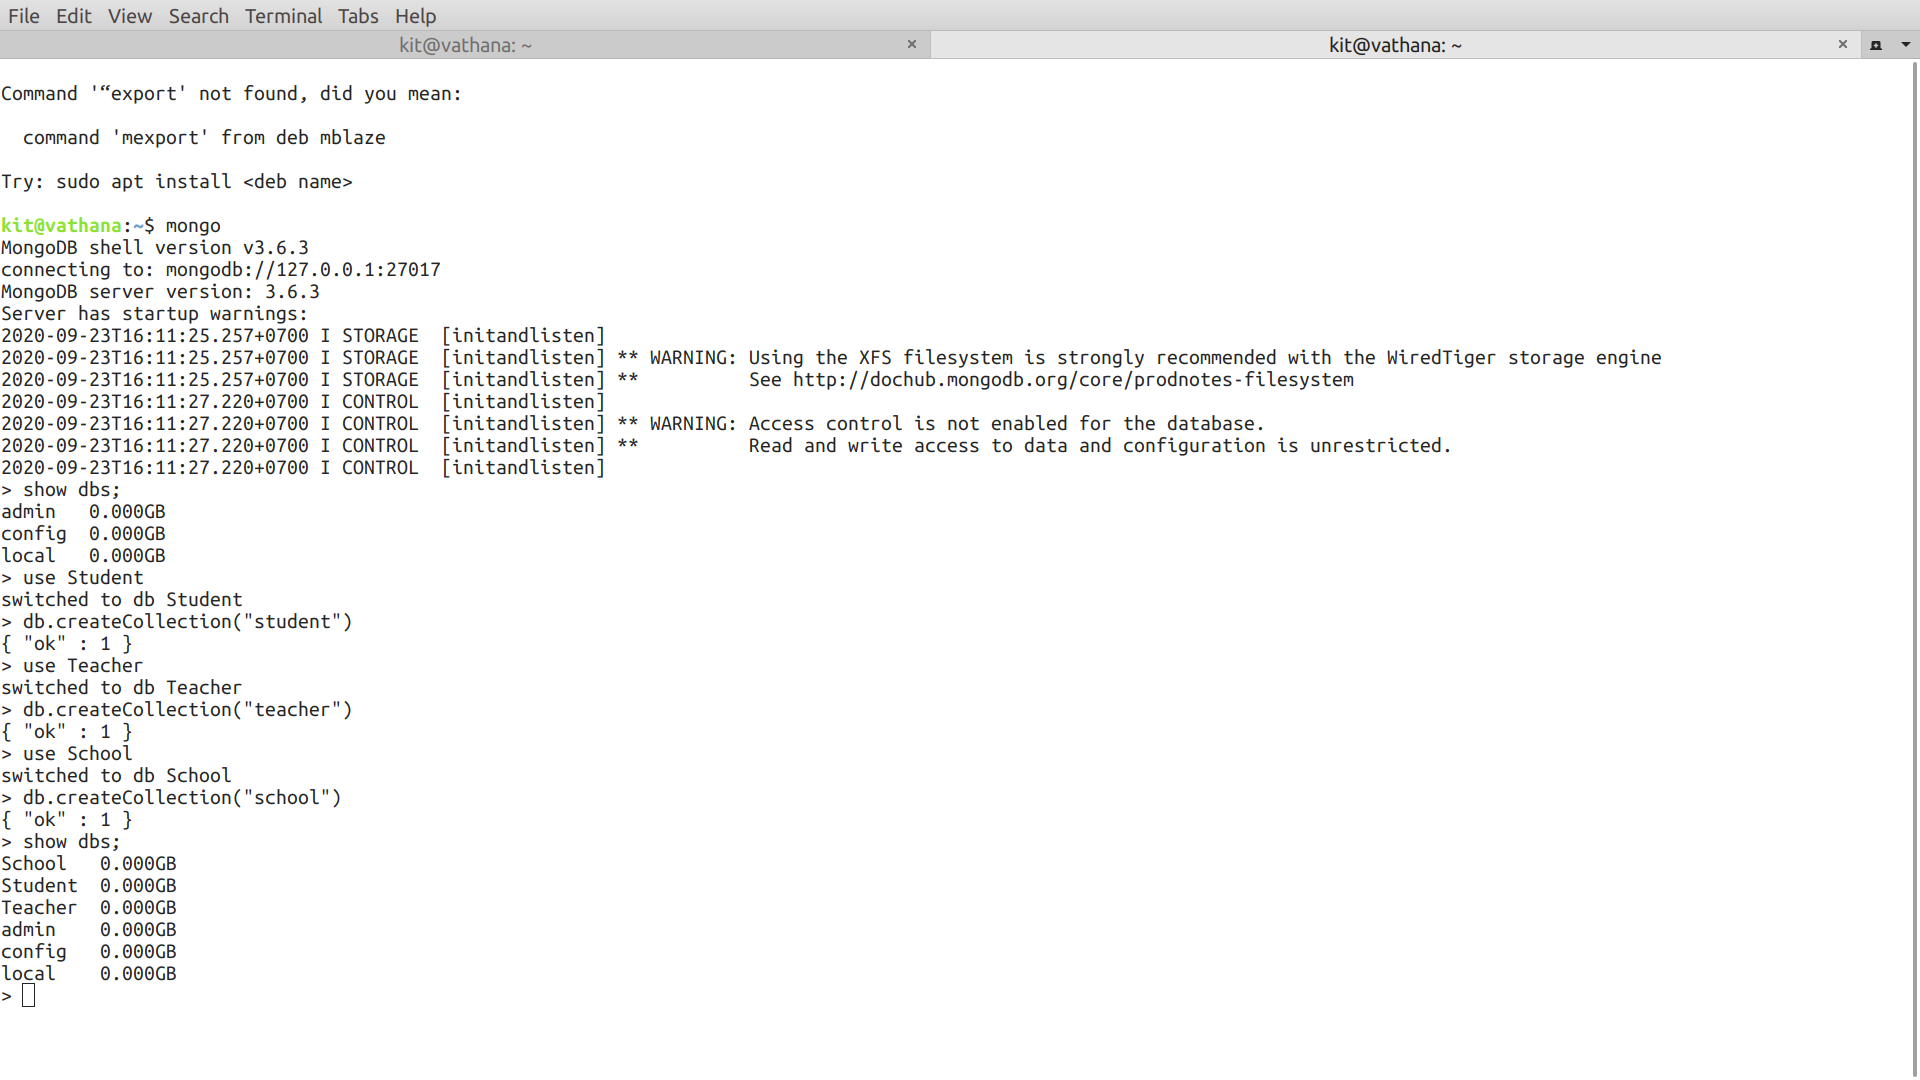 File Edit View Search Terminal Tabs Help
kit@vathana: ~ × kit@vathana: ~ ×
Command '“export' not found, did you mean:
command 'mexport' from deb mblaze
Try: sudo apt install <deb name>
kit@vathana:~$ mongo
MongoDB shell version v3.6.3
connecting to: mongodb://127.0.0.1:27017
MongoDB server version: 3.6.3
Server has startup warnings:
2020-09-23T16:11:25.257+0700 I STORAGE  [initandlisten]
2020-09-23T16:11:25.257+0700 I STORAGE  [initandlisten] ** WARNING: Using the XFS filesystem is strongly recommended with the WiredTiger storage engine
2020-09-23T16:11:25.257+0700 I STORAGE  [initandlisten] **          See http://dochub.mongodb.org/core/prodnotes-filesystem
2020-09-23T16:11:27.220+0700 I CONTROL  [initandlisten]
2020-09-23T16:11:27.220+0700 I CONTROL  [initandlisten] ** WARNING: Access control is not enabled for the database.
2020-09-23T16:11:27.220+0700 I CONTROL  [initandlisten] **          Read and write access to data and configuration is unrestricted.
2020-09-23T16:11:27.220+0700 I CONTROL  [initandlisten]
> show dbs;
admin   0.000GB
config  0.000GB
local   0.000GB
> use Student
switched to db Student
> db.createCollection("student")
{ "ok" : 1 }
> use Teacher
switched to db Teacher
> db.createCollection("teacher")
{ "ok" : 1 }
> use School
switched to db School
> db.createCollection("school")
{ "ok" : 1 }
> show dbs;
School   0.000GB
Student  0.000GB
Teacher  0.000GB
admin    0.000GB
config   0.000GB
local    0.000GB
>